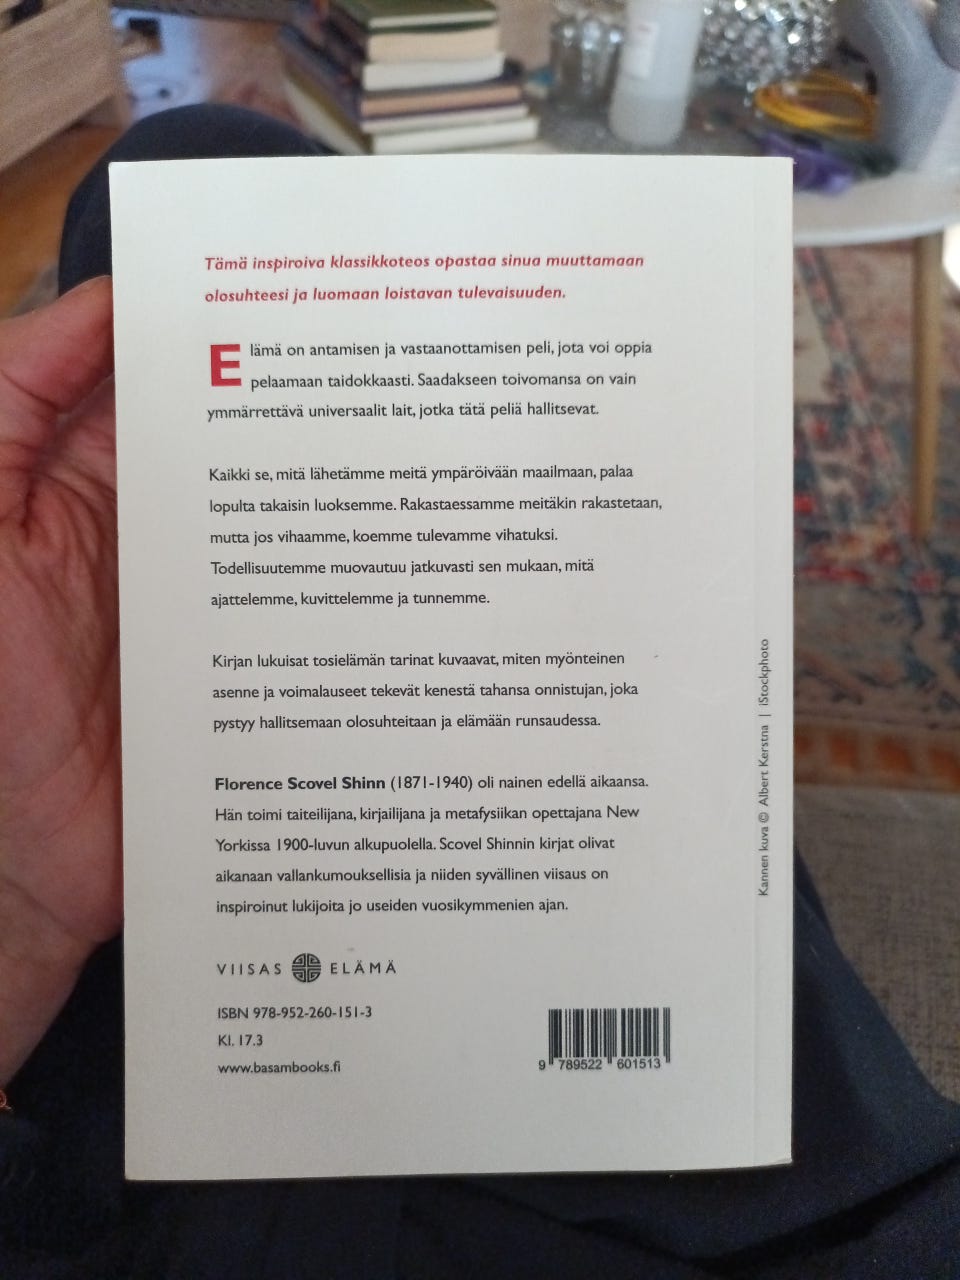 Tämä inspiroiva klassikkoteos opastaa sinua muuttamaan
olosuhteesi ja luomaan loistavan tulevaisuuden.
Elämä on antamisen ja vastaanottamisen peli, jota voi oppia
pelaamaan taidokkaasti. Saadakseen toivomansa on vain
ymmärrettävä universaalit lait, jotka tätä peliä hallitsevat.
Kaikki se, mitä lähetämme meitä ympäröivään maailmaan, palaa
lopulta takaisin luoksemme. Rakastaessamme meitäkin rakastetaan,
mutta jos vihaamme, koemme tulevamme vihatuksi.
Todellisuutemme muovautuu jatkuvasti sen mukaan, mitä
ajattelemme, kuvittelemme ja tunnemme.
Kirjan lukuisat tosielämän tarinat kuvaavat, miten myönteinen
asenne ja voimalauseet tekevät kenestä tahansa onnistujan, joka
pystyy hallitsemaan olosuhteitaan ja elämään runsaudessa.
Florence Scovel Shinn (1871-1940) oli nainen edellä aikaansa.
Hän toimi taiteilijana, kirjailijana ja metafysiikan opettajana New
Yorkissa 1900-luvun alkupuolella. Scovel Shinnin kirjat olivat
aikanaan vallankumouksellisia ja niiden syvällinen viisaus on
inspiroinut lukijoita jo useiden vuosikymmenien ajan.
VIISAS ELÄMÄ
ISBN 978-952-260-151-3
Kl. 17.3
www.basambooks.fi
9 789522 601513
Kannen kuva © Albert Kerstna | iStockphoto